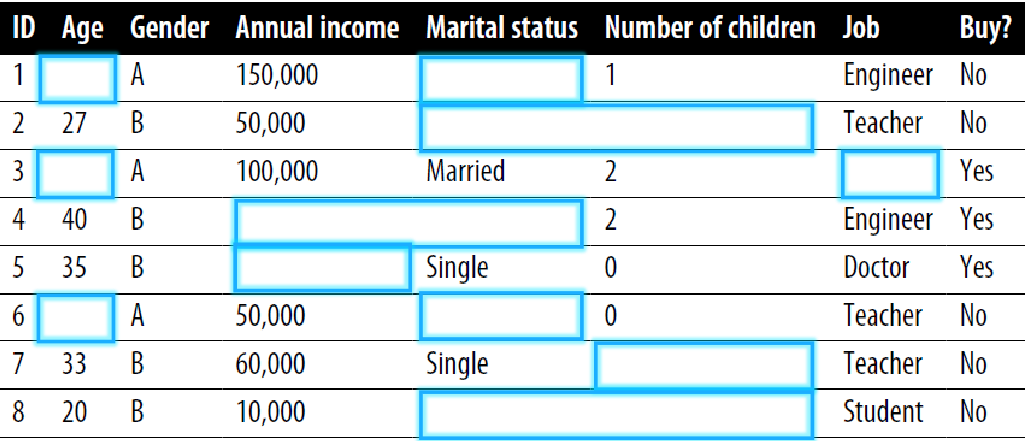 ID Age Gender Annual income Marital status Number of children Job Buy?
1 A 150,000 1 Engineer No
2 27 B 50,000 Teacher No
3 A 100,000 Married 2 Yes
4 40 B 2 Engineer Yes
5 35 B Single 0 Doctor Yes
6 A 50,000 0 Teacher No
7 33 B 60,000 Single Teacher No
8 20 B 10,000 Student No